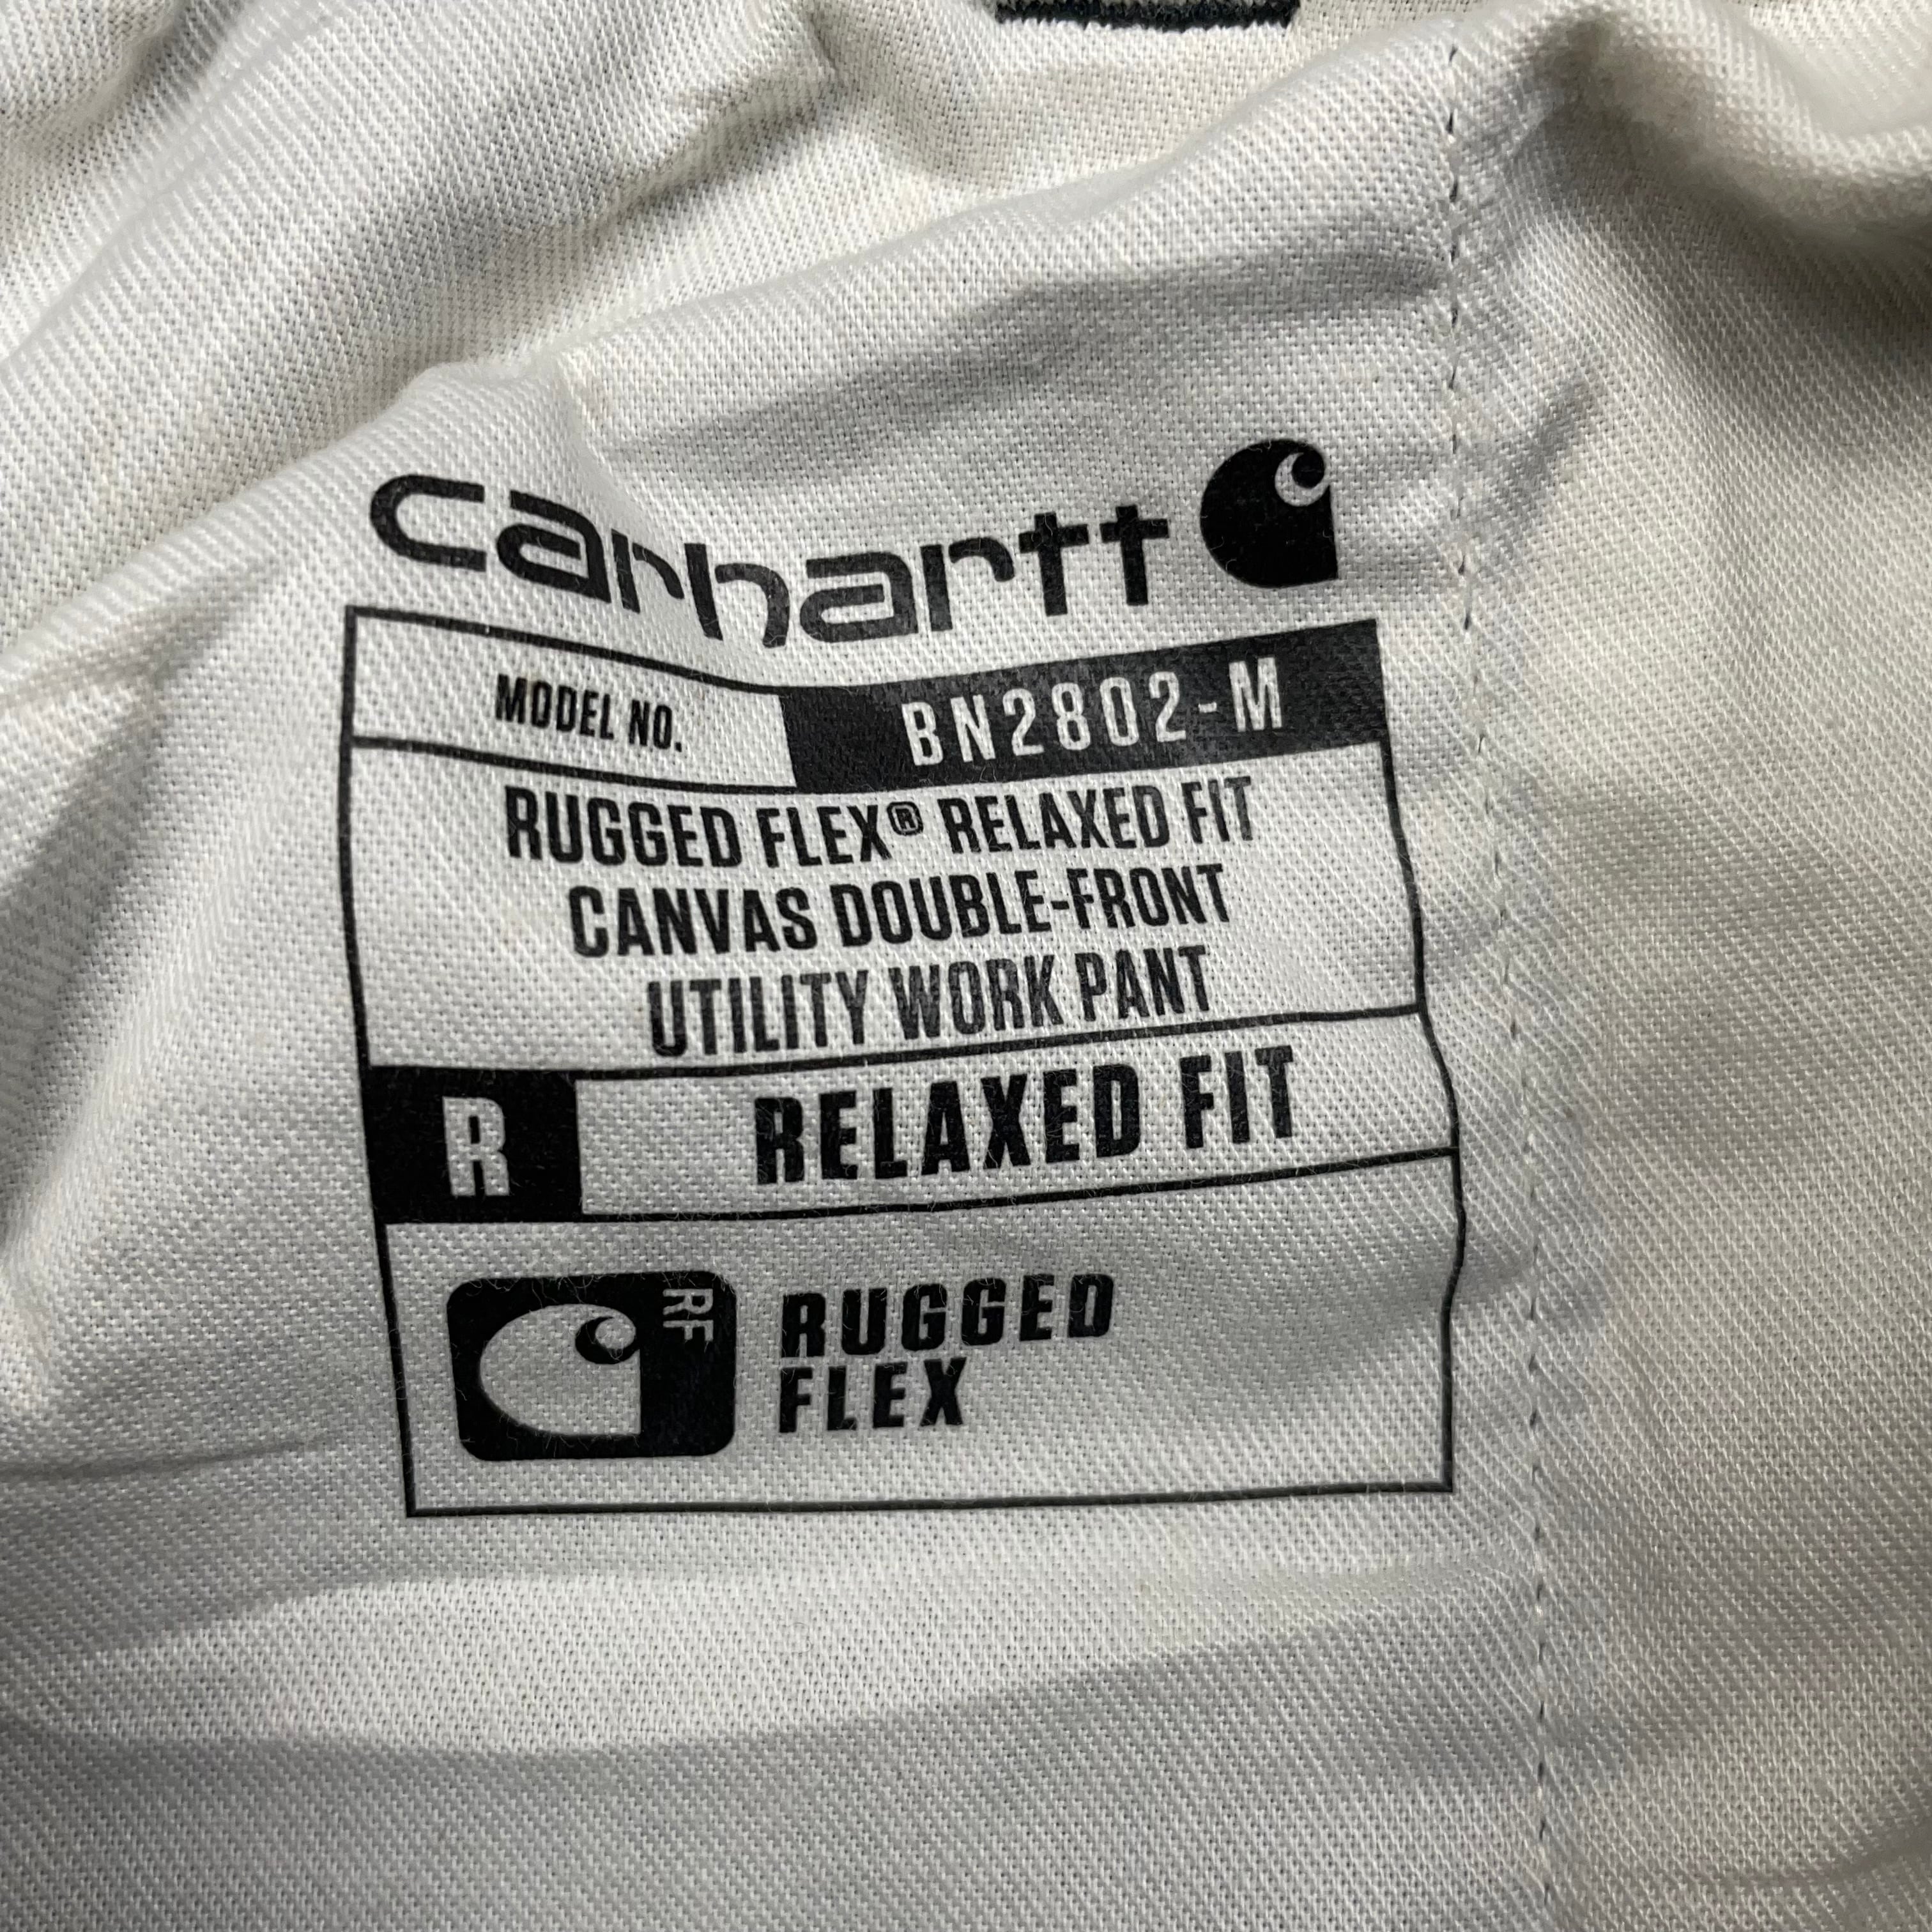 carhartt
MODEL NO. BN2802-M
RUGGED FLEX® RELAXED FIT
CANVAS DOUBLE-FRONT
UTILITY WORK PANT
R RELAXED FIT
RF
RUGGED
FLEX